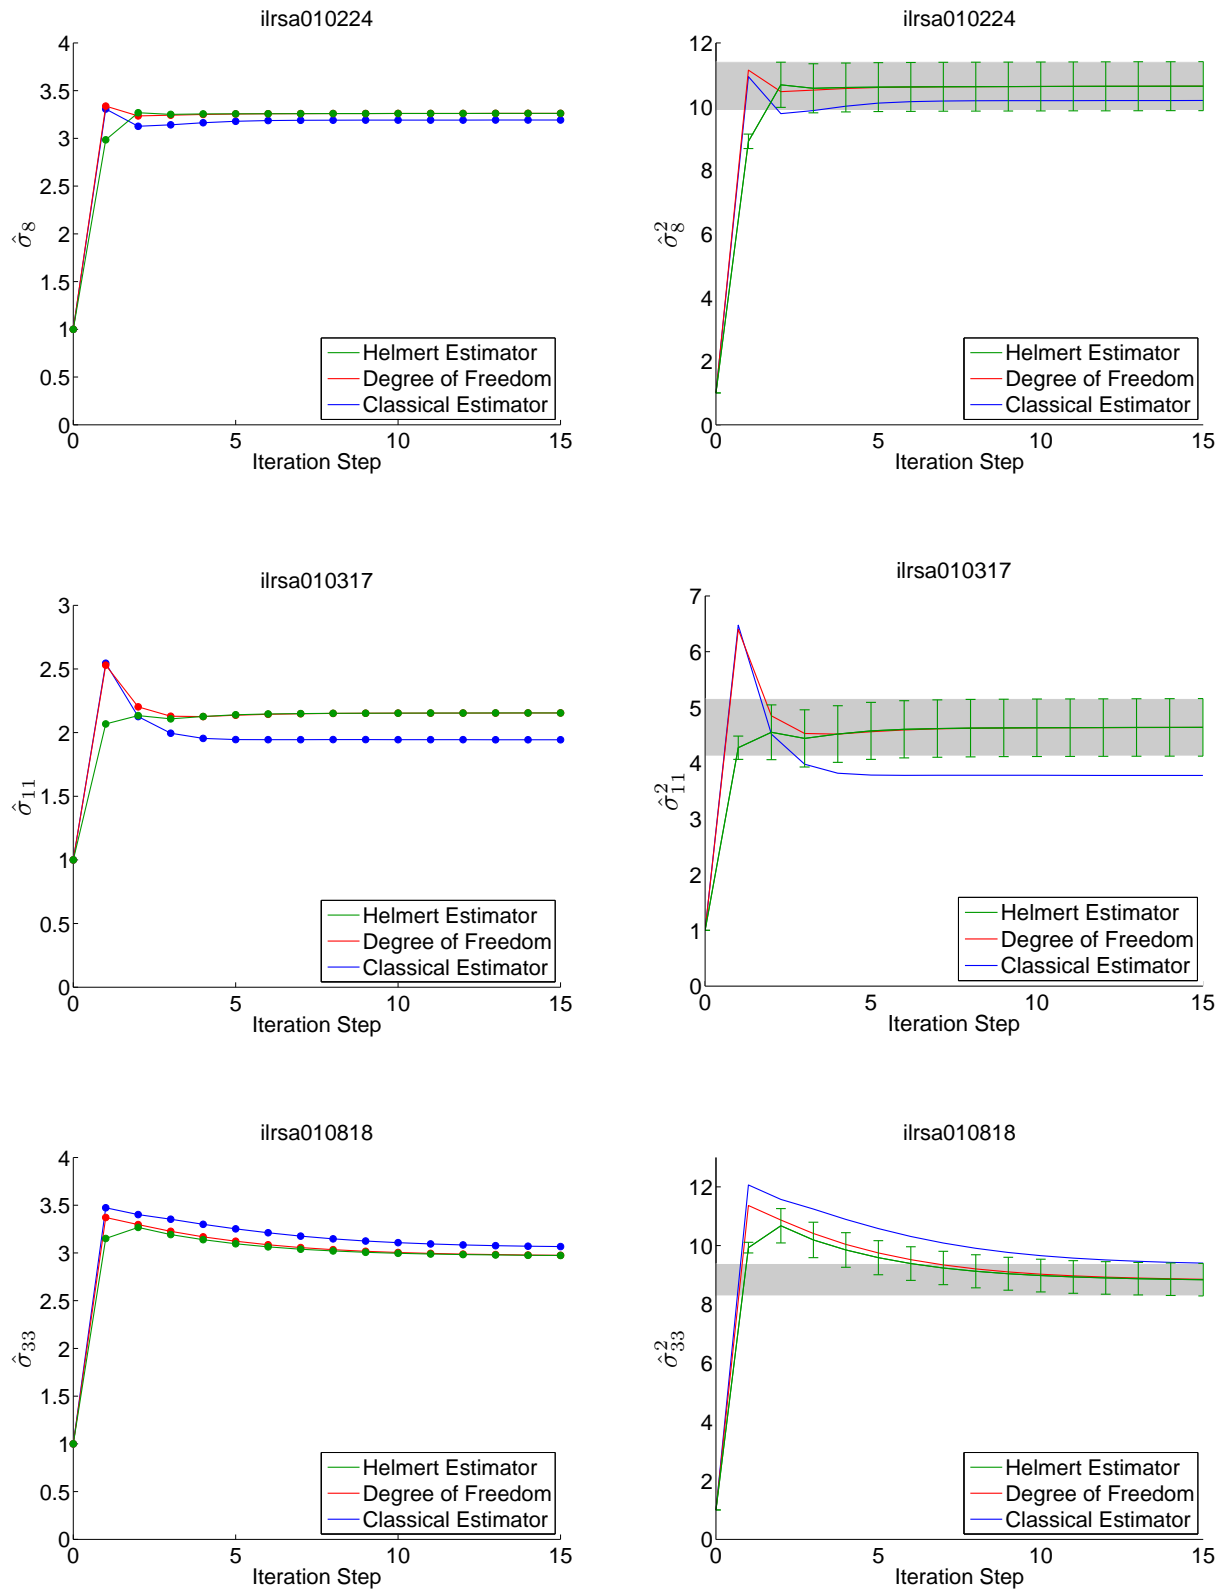 ilrsa010224
4
3.5
3
2.5
2
1.5
1
0.5
0
σ̂₈
0 5 10 15
Iteration Step
Helmert Estimator
Degree of Freedom
Classical Estimator
ilrsa010224
12
10
8
6
4
2
0
σ̂₈²
0 5 10 15
Iteration Step
Helmert Estimator
Degree of Freedom
Classical Estimator
ilrsa010317
3
2.5
2
1.5
1
0.5
0
σ̂₁₁
0 5 10 15
Iteration Step
Helmert Estimator
Degree of Freedom
Classical Estimator
ilrsa010317
7
6
5
4
3
2
1
0
σ̂₁₁²
0 5 10 15
Iteration Step
Helmert Estimator
Degree of Freedom
Classical Estimator
ilrsa010818
4
3.5
3
2.5
2
1.5
1
0.5
0
σ̂₃₃
0 5 10 15
Iteration Step
Helmert Estimator
Degree of Freedom
Classical Estimator
ilrsa010818
12
10
8
6
4
2
0
σ̂₃₃²
0 5 10 15
Iteration Step
Helmert Estimator
Degree of Freedom
Classical Estimator